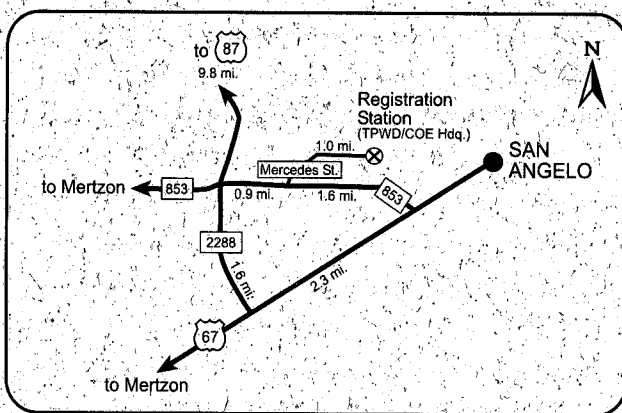 to 87
9.8 mi.
N
Registration
Station
(TPWD/COE Hdq.)
1.0 mi.
SAN
ANGELO
Mercedes St.
to Mertzon
853
0.9 mi.
1.6 mi.
853
2288
1.6 mi.
2.3 mi.
67
to Mertzon